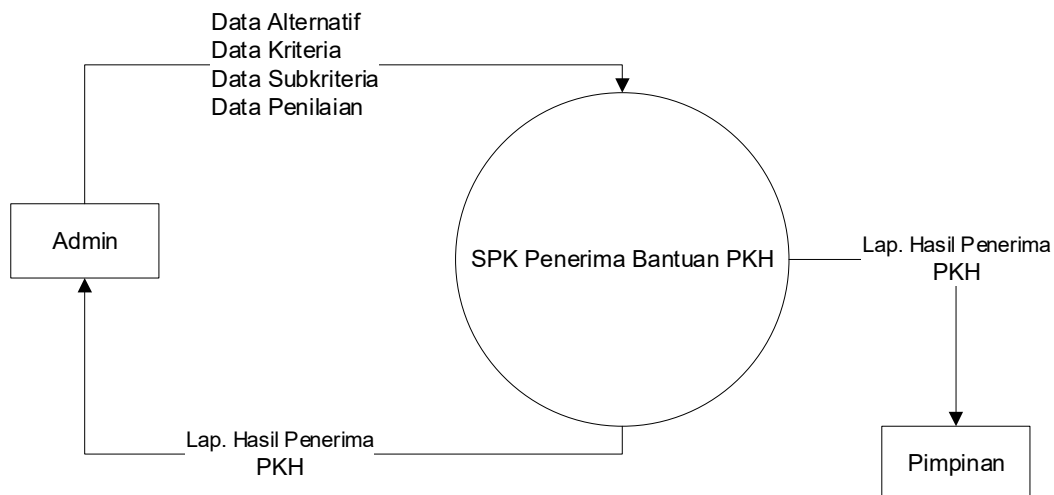 Data Alternatif
Data Kriteria
Data Subkriteria
Data Penilaian
Admin
SPK Penerima Bantuan PKH
Lap. Hasil Penerima
PKH
Lap. Hasil Penerima
PKH
Pimpinan